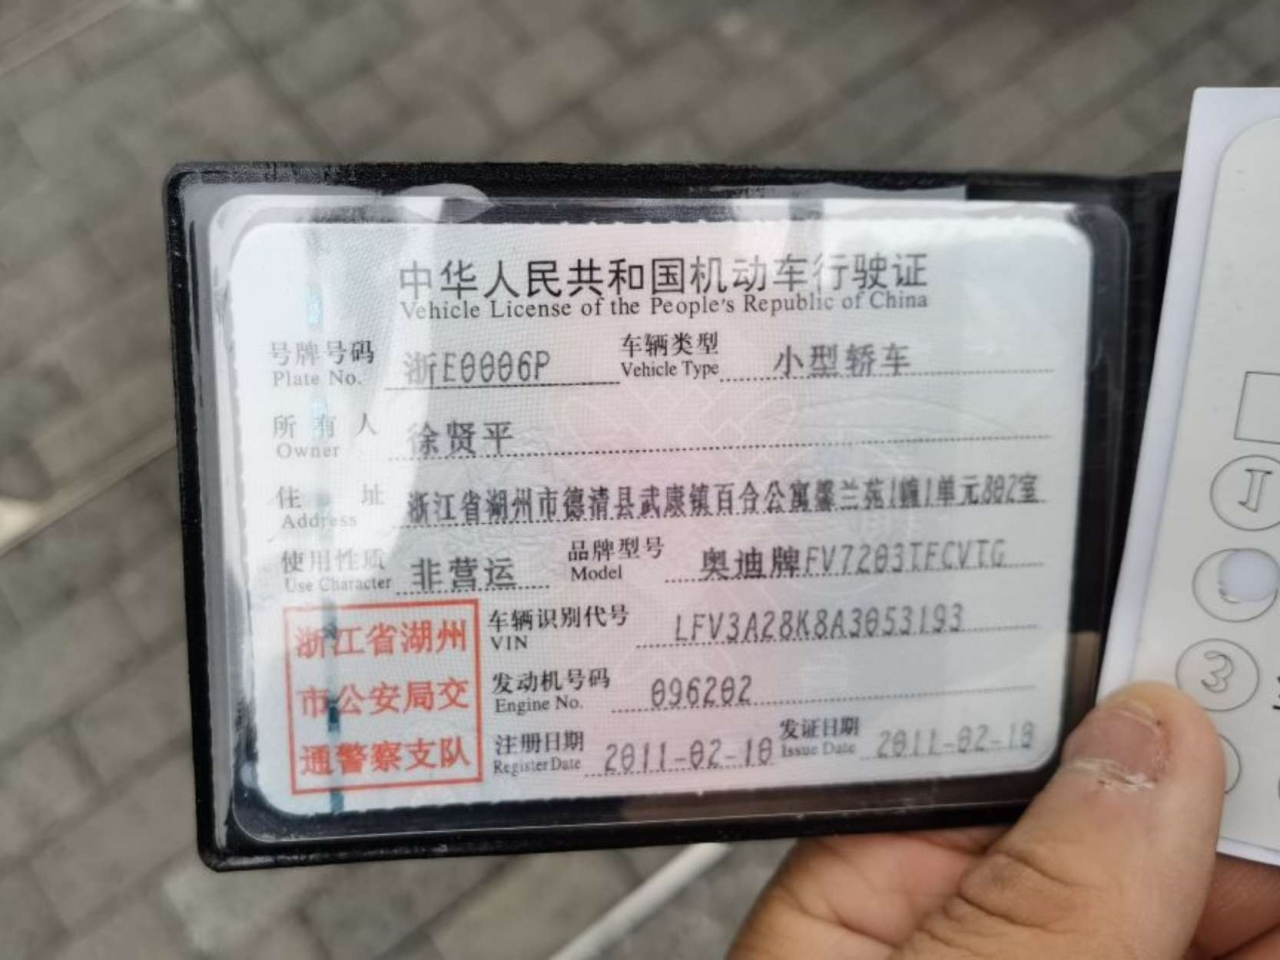 中华人民共和国机动车行驶证
Vehicle License of the People's Republic of China
号牌号码 浙E0006P 车辆类型 小型轿车
Plate No. Vehicle Type
所有人 徐贤平
Owner
住址 浙江省湖州市德清县武康镇百合公寓馨兰苑1幢1单元802室
Address
使用性质 非营运 品牌型号 奥迪牌FV7203TFCVTG
Use Character Model
浙江省湖州
市公安局交
通警察支队
车辆识别代号 LFV3A28K8A3053193
VIN
发动机号码 096202
Engine No.
注册日期 2011-02-10 发证日期 2011-02-10
Register Date Issue Date
1
3